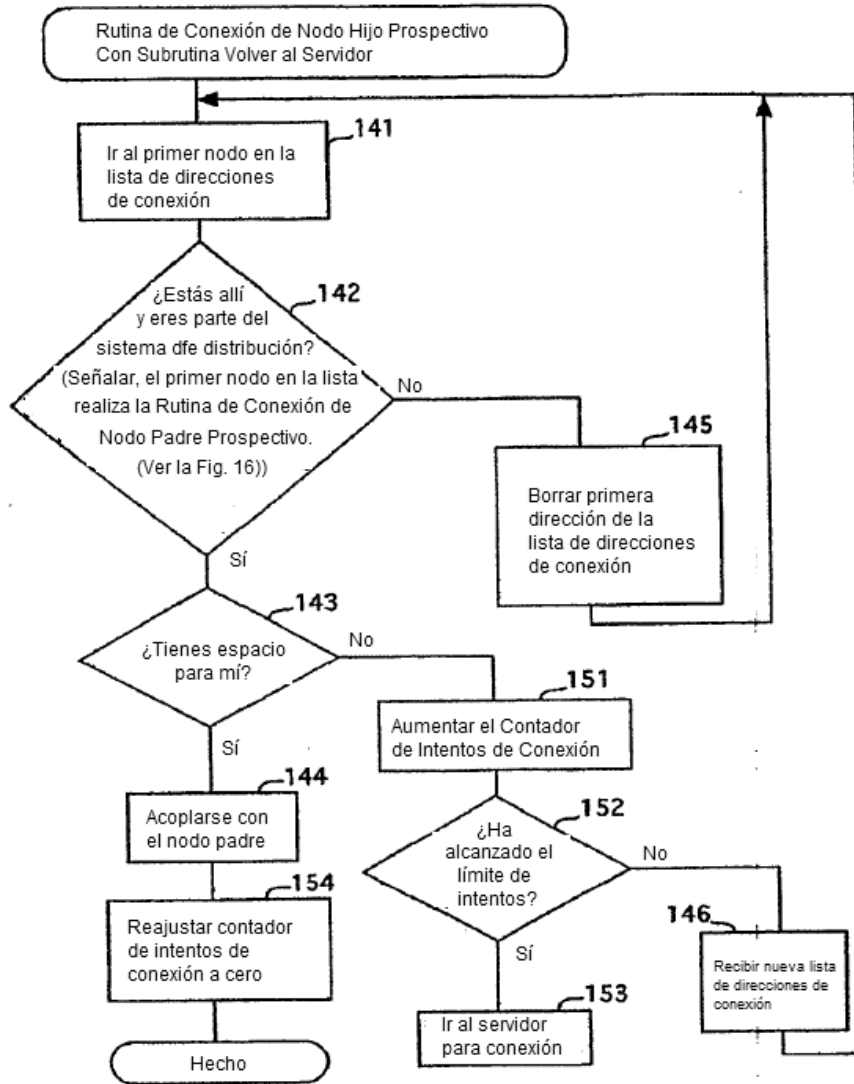 Rutina de Conexión de Nodo Hijo Prospectivo
Con Subrutina Volver al Servidor
141
Ir al primer nodo en la
lista de direcciones
de conexión
142
¿Estás allí
y eres parte del
sistema dfe distribución?
(Señalar, el primer nodo en la lista
realiza la Rutina de Conexión de
Nodo Padre Prospectivo.
(Ver la Fig. 16))
No
145
Borrar primera
dirección de la
lista de direcciones
de conexión
Sí
143
¿Tienes espacio
para mí?
No
151
Aumentar el Contador
de Intentos de Conexión
Sí
144
Acoplarse con
el nodo padre
152
¿Ha
alcanzado el
límite de
intentos?
No
154
Reajustar contador
de intentos de
conexión a cero
146
Recibir nueva lista
de direcciones de
conexión
Sí
153
Ir al servidor
para conexión
Hecho